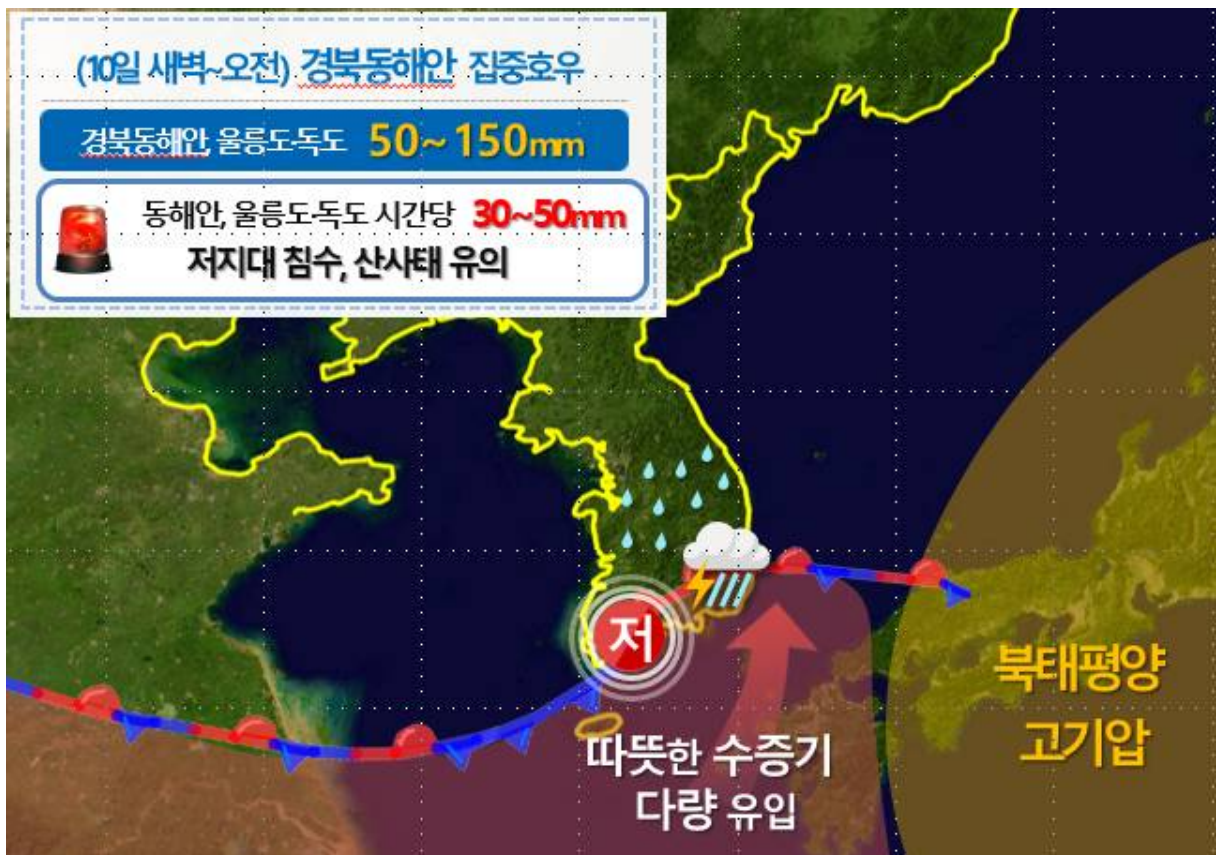 (10일 새벽~오전) 경북동해안 집중호우
경북동해안, 울릉도·독도 50~150mm
동해안, 울릉도·독도 시간당 30~50mm
저지대 침수, 산사태 유의
저
북태평양
고기압
따뜻한 수증기
다량 유입